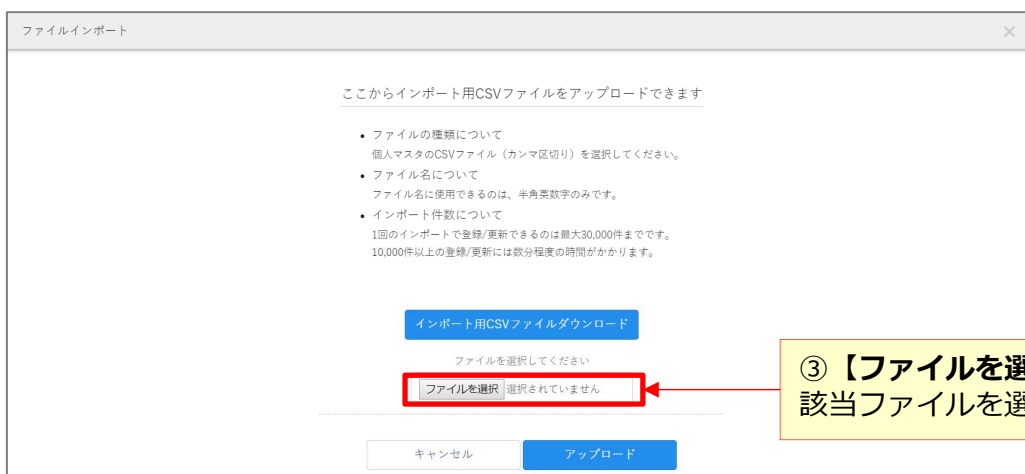 ファイルインポート
×
ここからインポート用CSVファイルをアップロードできます
• ファイルの種類について
個人マスタのCSVファイル（カンマ区切り）を選択してください。
• ファイル名について
ファイル名に使用できるのは、半角英数字のみです。
• インポート件数について
1回のインポートで登録/更新できるのは最大30,000件までです。
10,000件以上の登録/更新には数分程度の時間がかかります。
インポート用CSVファイルダウンロード
ファイルを選択してください
ファイルを選択 選択されていません
③【ファイルを選
該当ファイルを選
キャンセル アップロード